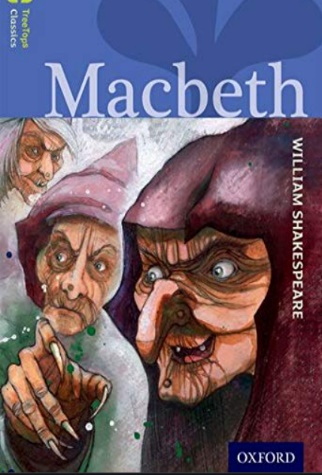 TreeTops
Classics
Macbeth
WILLIAM SHAKESPEARE
OXFORD